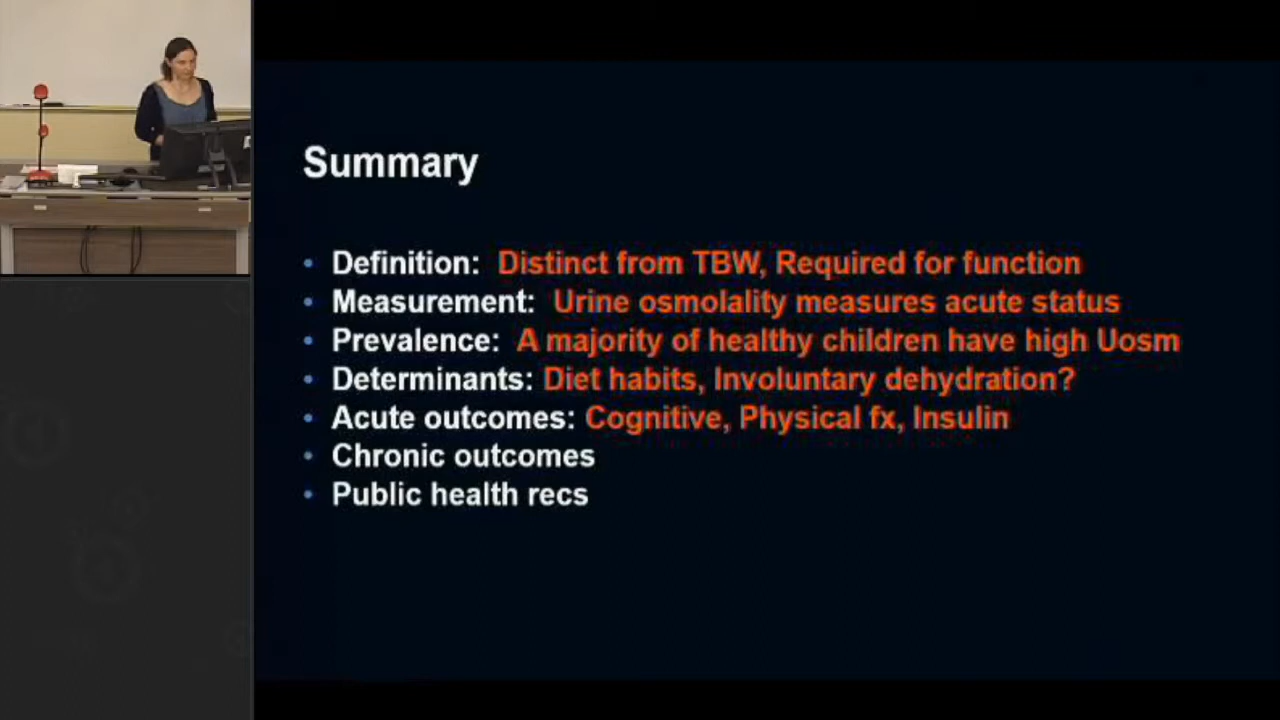 Summary
• Definition: Distinct from TBW, Required for function
• Measurement: Urine osmolality measures acute status
• Prevalence: A majority of healthy children have high Uosm
• Determinants: Diet habits, Involuntary dehydration?
• Acute outcomes: Cognitive, Physical fx, Insulin
• Chronic outcomes
• Public health recs